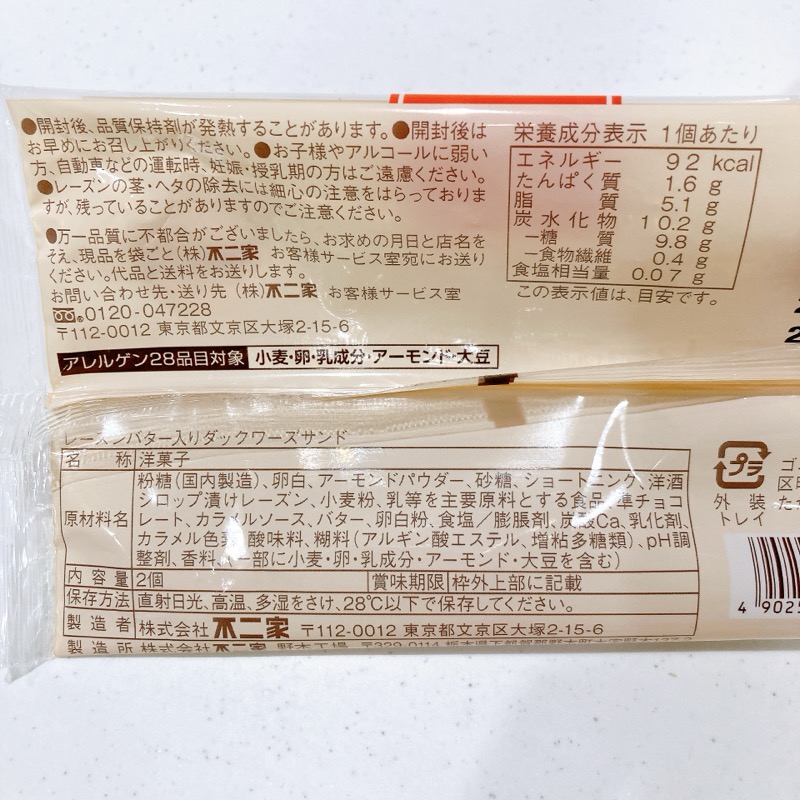 ●開封後、品質保持剤が発熱することがあります。●開封後は
お早めにお召し上がりください。●お子様やアルコールに弱い
方、自動車などの運転時、妊娠・授乳期の方はご遠慮ください。
●レーズンの茎・ヘタの除去には細心の注意をはらっておりま
すが、残っていることがありますのでご注意ください。
●万一品質に不都合がございましたら、お求めの月日と店名を
そえ、現品を袋ごと(株)不二家 お客様サービス室宛にお送り
ください。代品と送料をお送りします。
お問い合わせ先・送り先 (株)不二家 お客様サービス室
0120-047228
〒112-0012 東京都文京区大塚2-15-6
アレルゲン28品目対象 小麦・卵・乳成分・アーモンド・大豆
栄養成分表示 1個あたり
エネルギー 92 kcal
たんぱく質 1.6 g
脂質 5.1 g
炭水化物 10.2 g
－糖質 9.8 g
－食物繊維 0.4 g
食塩相当量 0.07 g
この表示値は、目安です。
レーズンバター入りダックワーズサンド
名称 洋菓子
原材料名 粉糖(国内製造)、卵白、アーモンドパウダー、砂糖、ショートニング、洋酒
シロップ漬けレーズン、小麦粉、乳等を主要原料とする食品、準チョコ
レート、カラメルソース、バター、卵白粉、食塩／膨脹剤、炭酸Ca、乳化剤、
カラメル色素、酸味料、糊料(アルギン酸エステル、増粘多糖類)、pH調
整剤、香料、(一部に小麦・卵・乳成分・アーモンド・大豆を含む)
内容量 2個 賞味期限 枠外上部に記載
保存方法 直射日光、高温、多湿をさけ、28℃以下で保存してください。
製造者 株式会社 不二家 〒112-0012 東京都文京区大塚2-15-6
製造所 株式会社 不二家 野木工場 〒329-0114
プラ
外装
トレイ
4 9025